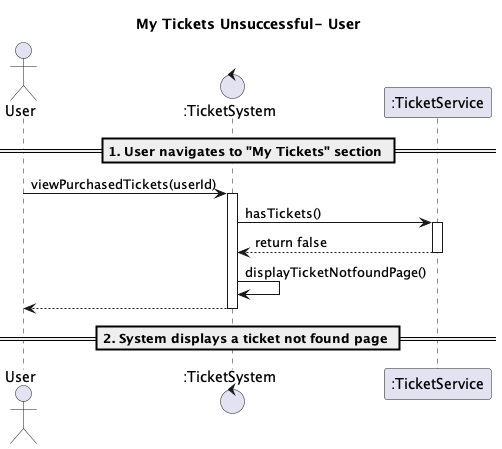 My Tickets Unsuccessful- User
User
:TicketSystem
:TicketService
1. User navigates to "My Tickets" section
viewPurchasedTickets(userId)
hasTickets()
return false
displayTicketNotfoundPage()
2. System displays a ticket not found page
User
:TicketSystem
:TicketService